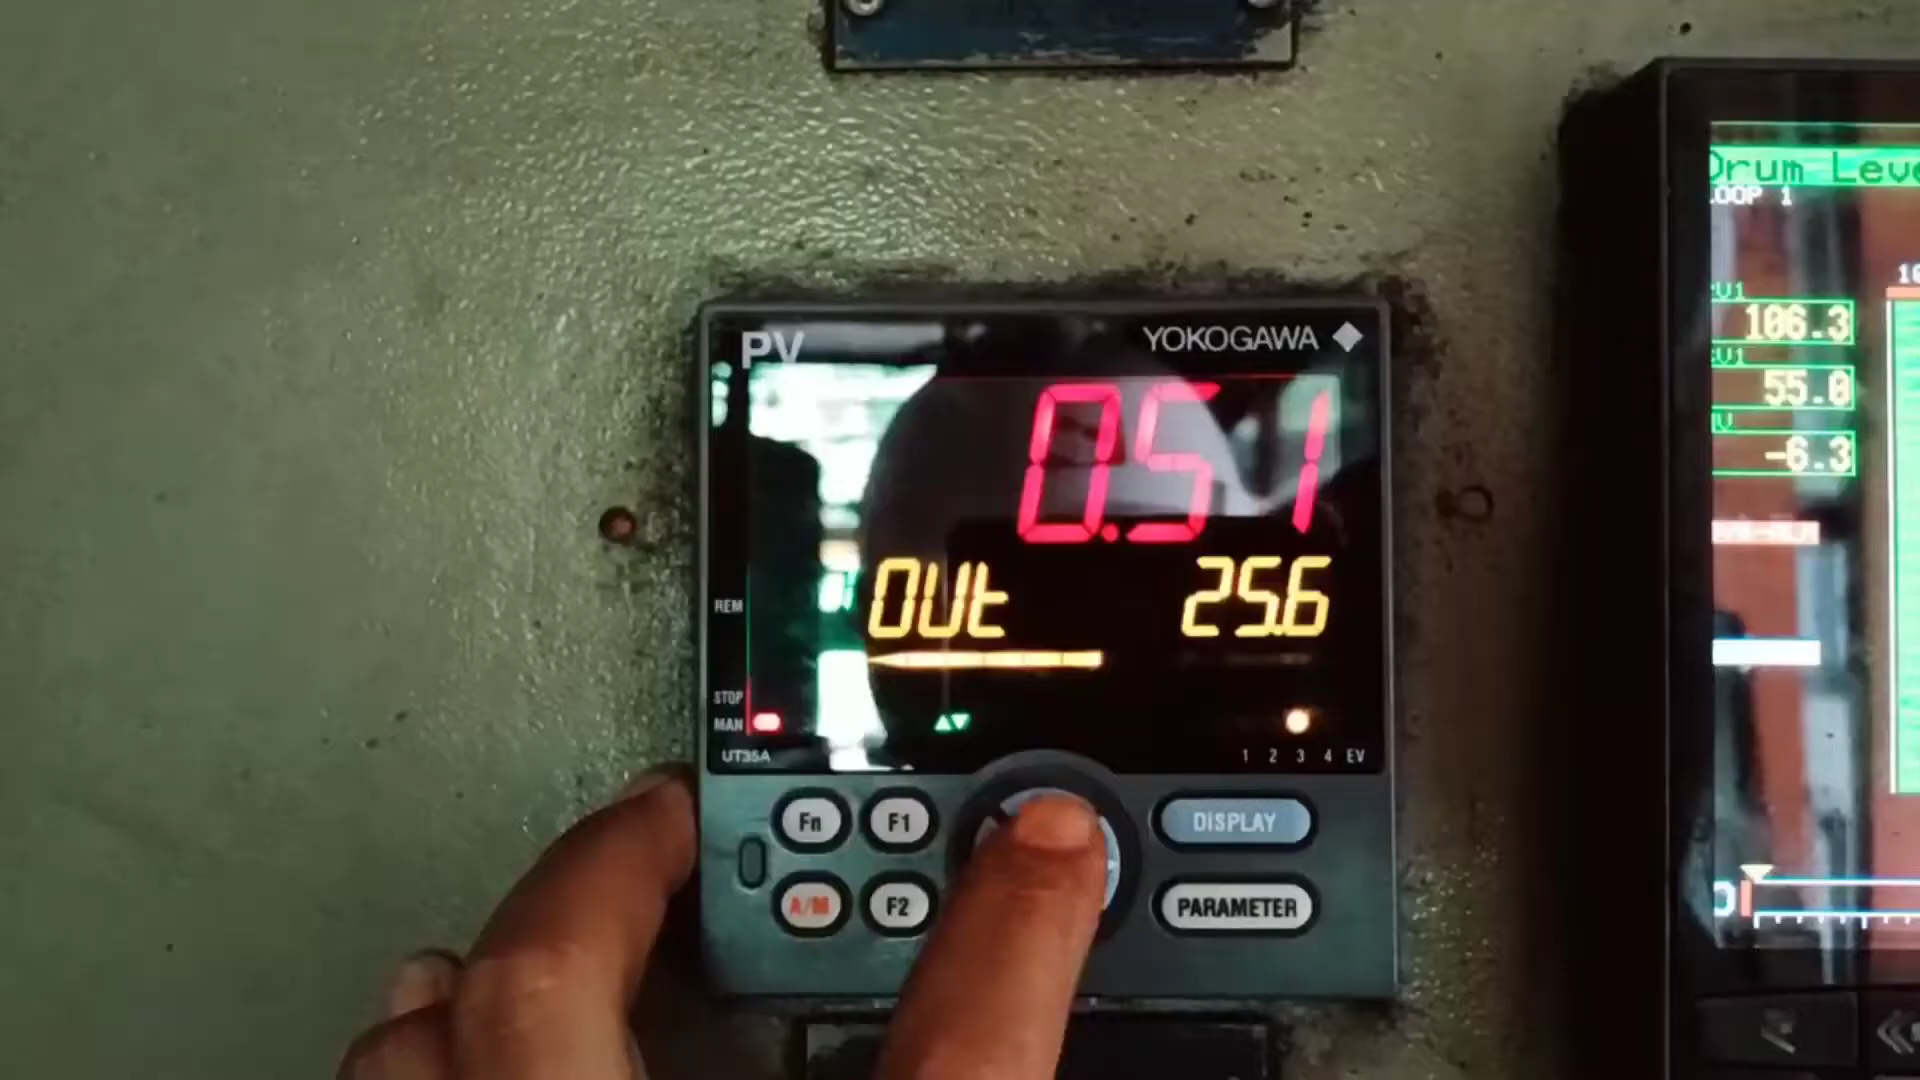 PV
YOKOGAWA
0.51
OUt 25.6
REM
STOP
MAN
UT35A
1 2 3 4 EV
Fn F1 DISPLAY
A/M F2 PARAMETER
Drum Leve
LOOP 1
106.3
55.0
-6.3